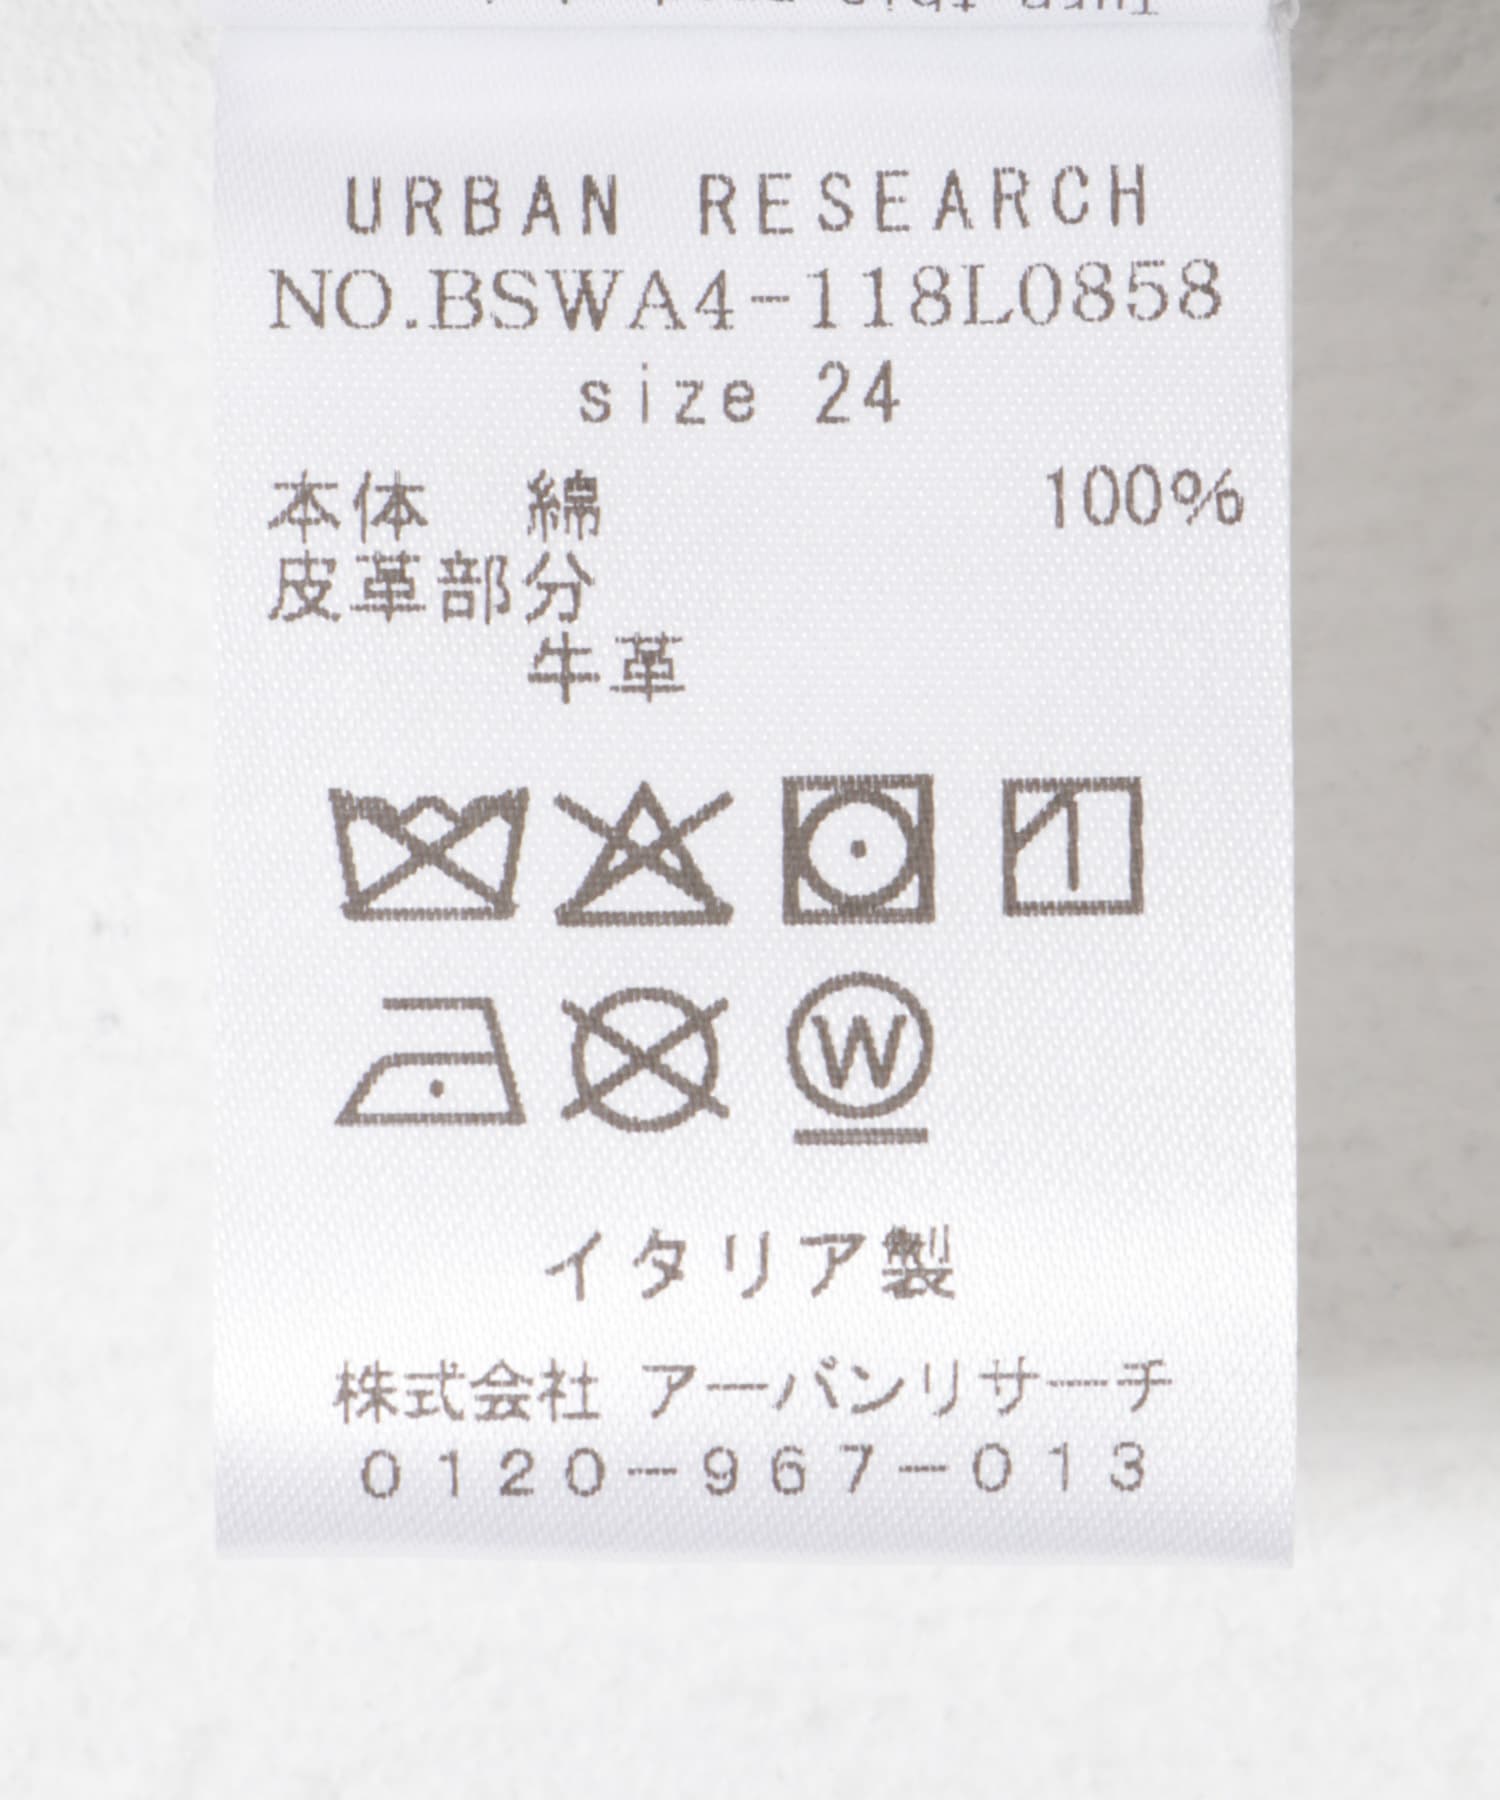 URBAN RESEARCH
NO.BSWA4-118L0858
size 24
本体 綿 100%
皮革部分
牛革
W
イタリア製
株式会社 アーバンリサーチ
0120-967-013